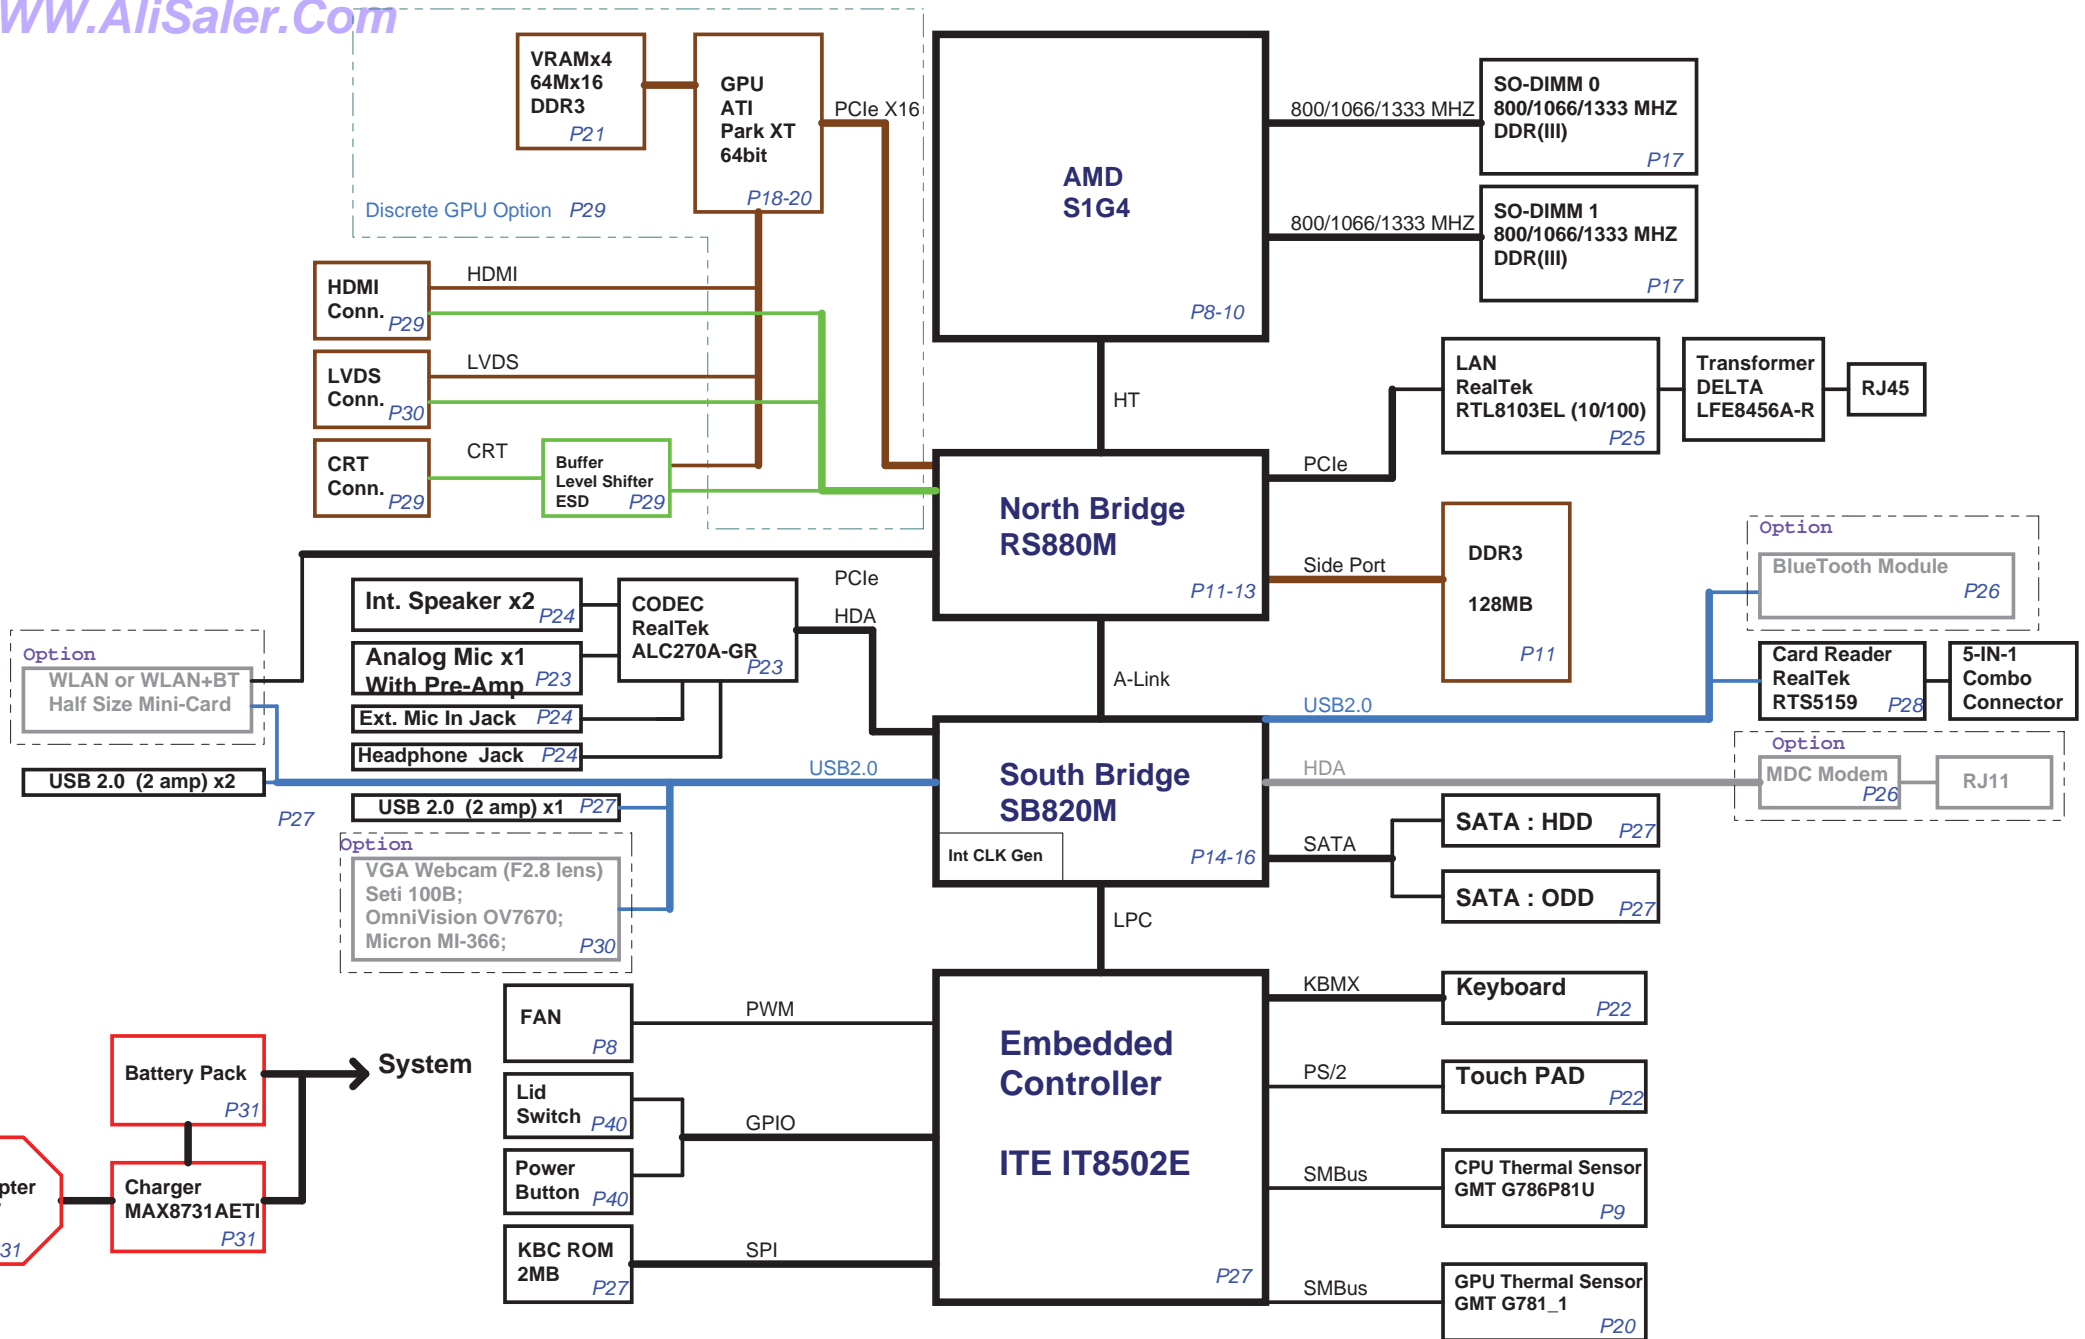 WW.AliSaler.Com
VRAMx4
64Mx16
DDR3
P21
GPU
ATI
Park XT
64bit
P18-20
PCIe X16
Discrete GPU Option P29
AMD
S1G4
P8-10
800/1066/1333 MHZ
SO-DIMM 0
800/1066/1333 MHZ
DDR(III)
P17
800/1066/1333 MHZ
SO-DIMM 1
800/1066/1333 MHZ
DDR(III)
P17
HDMI
Conn.
P29
HDMI
LVDS
Conn.
P30
LVDS
CRT
Conn.
P29
CRT
Buffer
Level Shifter
ESD
P29
HT
LAN
RealTek
RTL8103EL (10/100)
P25
Transformer
DELTA
LFE8456A-R
RJ45
PCIe
North Bridge
RS880M
P11-13
Side Port
DDR3
128MB
P11
PCIe
HDA
Int. Speaker x2
P24
Analog Mic x1
With Pre-Amp
P23
Ext. Mic In Jack P24
Headphone Jack P24
CODEC
RealTek
ALC270A-GR
P23
Option
WLAN or WLAN+BT
Half Size Mini-Card
USB 2.0 (2 amp) x2
P27
USB 2.0 (2 amp) x1 P27
USB2.0
Option
VGA Webcam (F2.8 lens)
Seti 100B;
OmniVision OV7670;
Micron MI-366;
P30
A-Link
South Bridge
SB820M
Int CLK Gen
P14-16
USB2.0
Option
BlueTooth Module
P26
Card Reader
RealTek
RTS5159
P28
5-IN-1
Combo
Connector
HDA
Option
MDC Modem
P26
RJ11
SATA
SATA : HDD
P27
SATA : ODD
P27
LPC
Embedded
Controller
ITE IT8502E
P27
FAN
P8
PWM
Lid
Switch
P40
GPIO
Power
Button
P40
KBC ROM
2MB
P27
SPI
KBMX
Keyboard
P22
PS/2
Touch PAD
P22
SMBus
CPU Thermal Sensor
GMT G786P81U
P9
SMBus
GPU Thermal Sensor
GMT G781_1
P20
Battery Pack
P31
System
Charger
MAX8731AETI
P31
pter
31